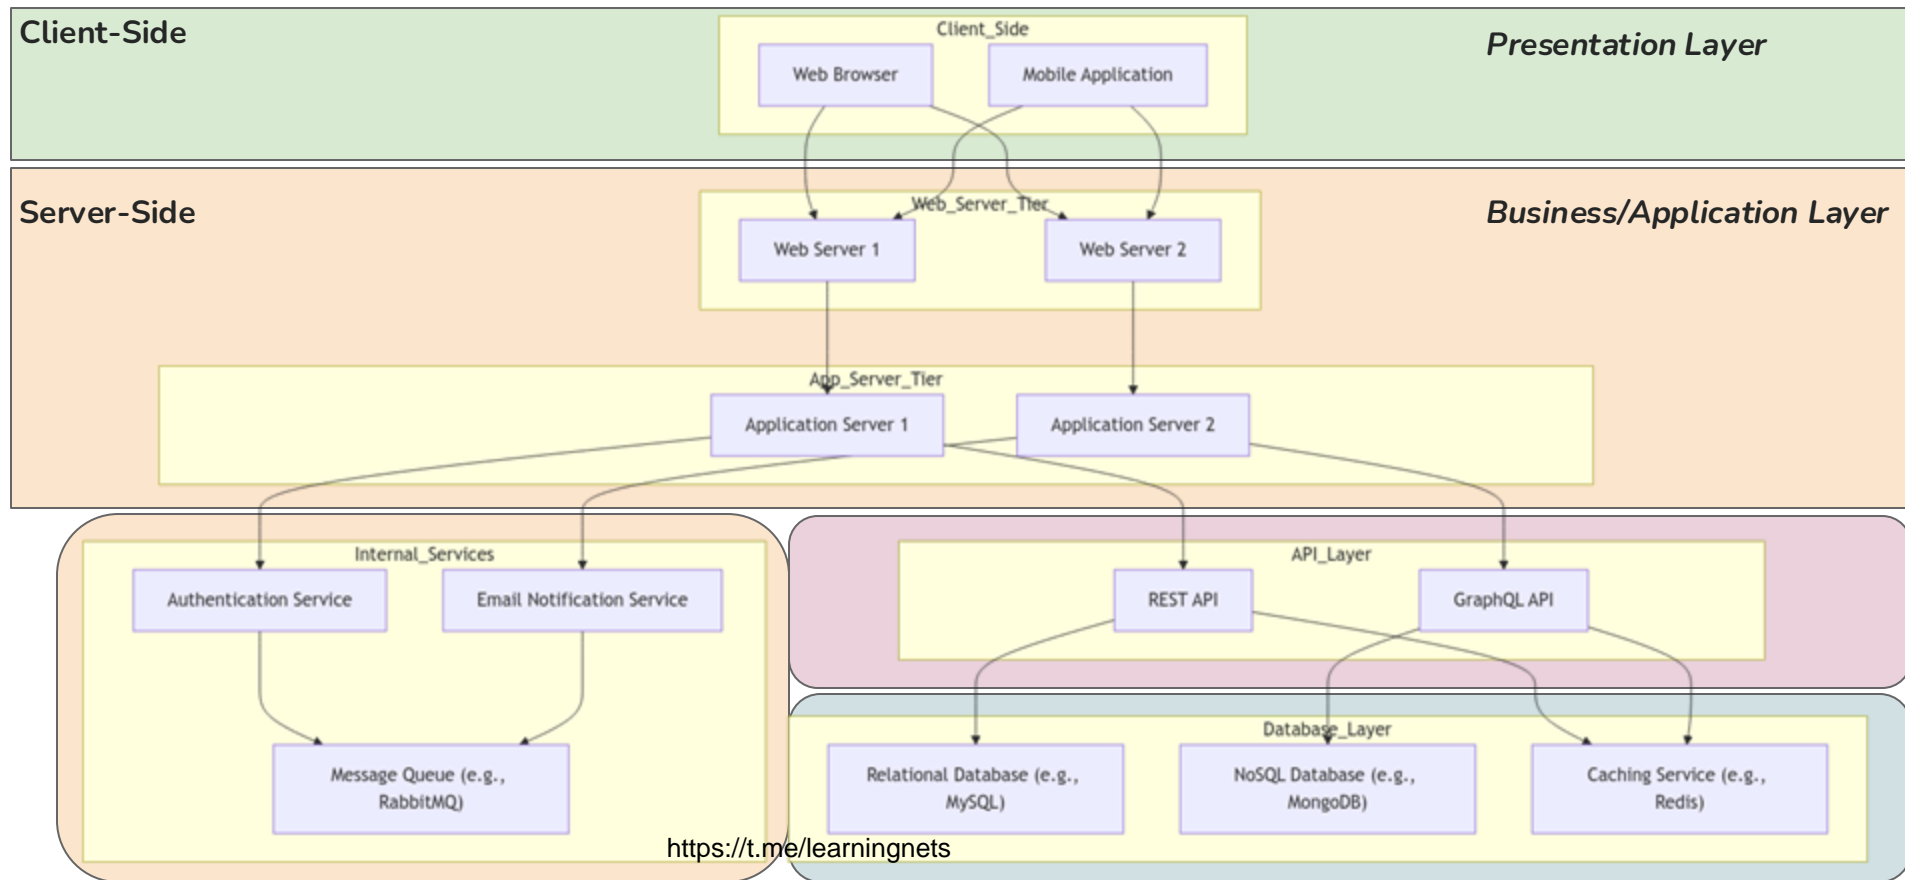 Client-Side
Client_Side
Presentation Layer
Web Browser
Mobile Application
Server-Side
Web_Server_Tier
Business/Application Layer
Web Server 1
Web Server 2
App_Server_Tier
Application Server 1
Application Server 2
Internal_Services
API_Layer
Authentication Service
Email Notification Service
REST API
GraphQL API
Database_Layer
Message Queue (e.g.,
RabbitMQ)
Relational Database (e.g.,
MySQL)
NoSQL Database (e.g.,
MongoDB)
Caching Service (e.g.,
Redis)
https://t.me/learningnets